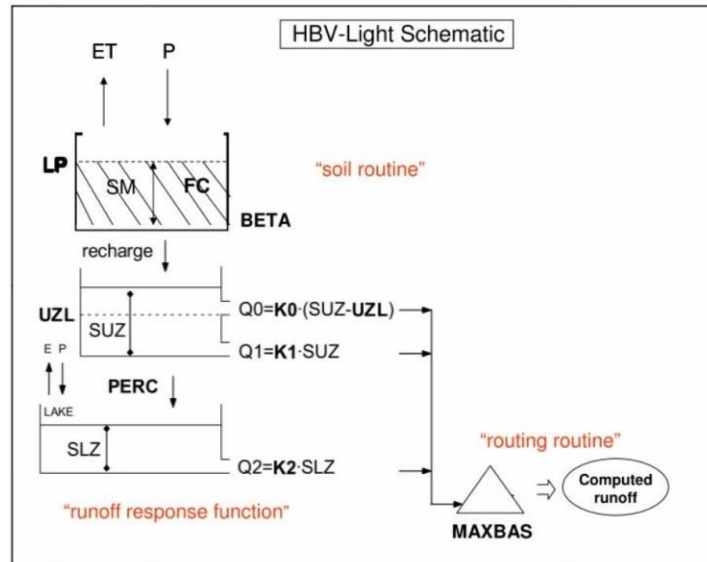 HBV-Light Schematic
ET P
LP
SM FC
"soil routine"
BETA
recharge
Q0=K0·(SUZ-UZL)
UZL
SUZ
Q1=K1·SUZ
E P
PERC
LAKE
SLZ
"routing routine"
Q2=K2·SLZ
Computed
runoff
"runoff response function"
MAXBAS